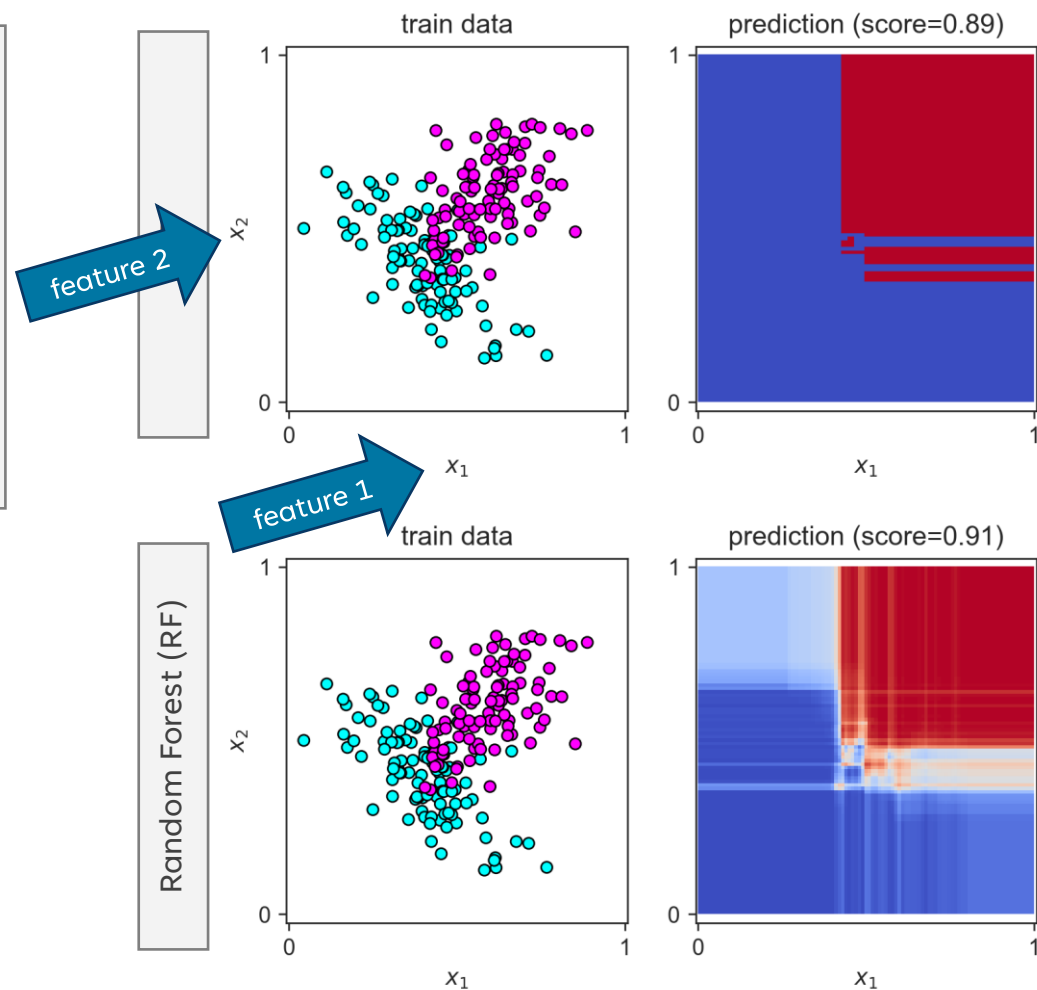 train data
prediction (score=0.89)
1
1
x₂
feature 2
0
0
0
1
0
1
x₁
x₁
feature 1
train data
prediction (score=0.91)
1
1
Random Forest (RF)
x₂
0
0
0
1
0
1
x₁
x₁